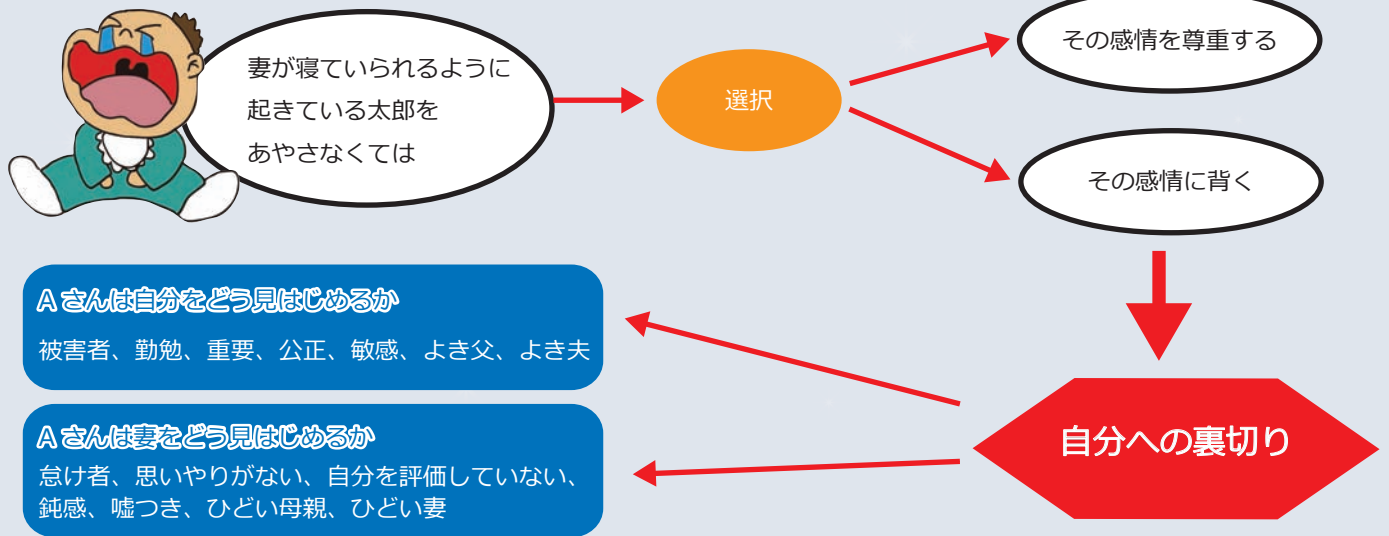 妻が寝ていられるように
起きている太郎を
あやさなくては
選択
その感情を尊重する
その感情に背く
自分への裏切り
Aさんは自分をどう見はじめるか
被害者、勤勉、重要、公正、敏感、よき父、よき夫
Aさんは妻をどう見はじめるか
怠け者、思いやりがない、自分を評価していない、
鈍感、嘘つき、ひどい母親、ひどい妻